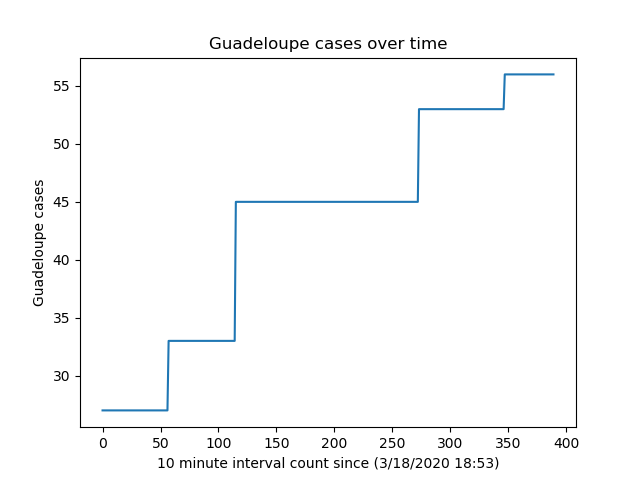 Guadeloupe cases over time
55
50
45
40
35
30
Guadeloupe cases
0 50 100 150 200 250 300 350 400
10 minute interval count since (3/18/2020 18:53)